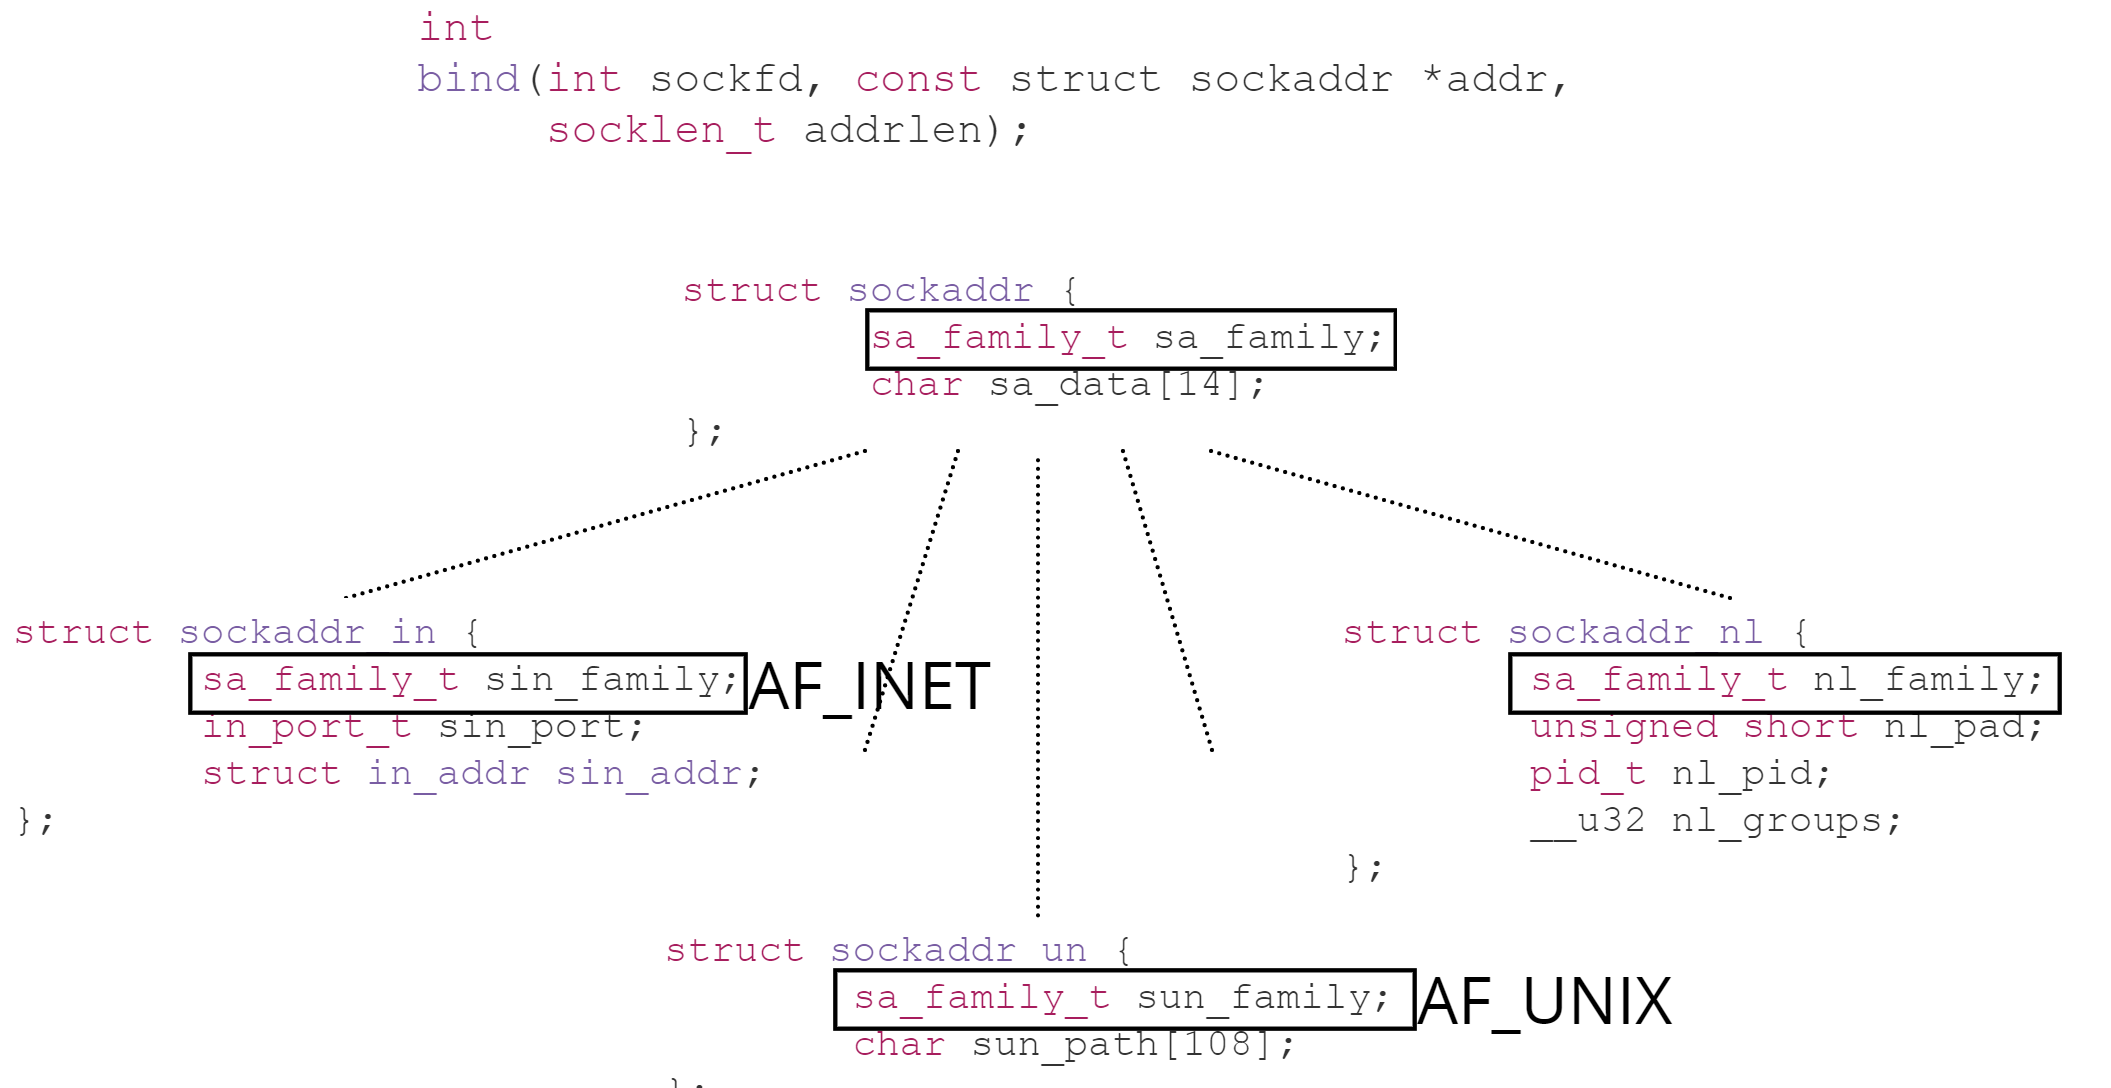 int
bind(int sockfd, const struct sockaddr *addr,
socklen_t addrlen);
struct sockaddr {
sa_family_t sa_family;
char sa_data[14];
};
struct sockaddr_in {
sa_family_t sin_family; AF_INET
in_port_t sin_port;
struct in_addr sin_addr;
};
struct sockaddr_nl {
sa_family_t nl_family;
unsigned short nl_pad;
pid_t nl_pid;
__u32 nl_groups;
};
struct sockaddr_un {
sa_family_t sun_family; AF_UNIX
char sun_path[108];
};